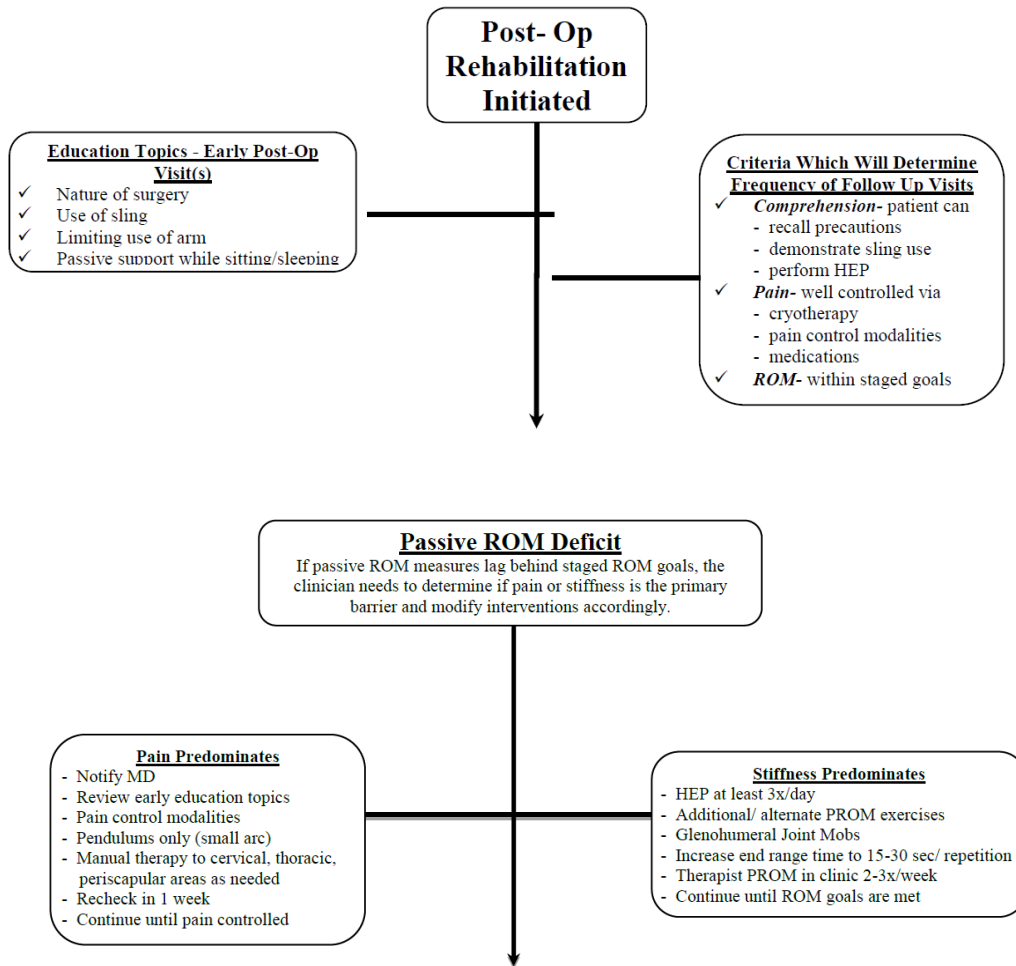 Post- Op
Rehabilitation
Initiated
Education Topics - Early Post-Op
Visit(s)
✓ Nature of surgery
✓ Use of sling
✓ Limiting use of arm
✓ Passive support while sitting/sleeping
Criteria Which Will Determine
Frequency of Follow Up Visits
✓ Comprehension- patient can
- recall precautions
- demonstrate sling use
- perform HEP
✓ Pain- well controlled via
- cryotherapy
- pain control modalities
- medications
✓ ROM- within staged goals
Passive ROM Deficit
If passive ROM measures lag behind staged ROM goals, the
clinician needs to determine if pain or stiffness is the primary
barrier and modify interventions accordingly.
Pain Predominates
- Notify MD
- Review early education topics
- Pain control modalities
- Pendulums only (small arc)
- Manual therapy to cervical, thoracic,
periscapular areas as needed
- Recheck in 1 week
- Continue until pain controlled
Stiffness Predominates
- HEP at least 3x/day
- Additional/ alternate PROM exercises
- Glenohumeral Joint Mobs
- Increase end range time to 15-30 sec/ repetition
- Therapist PROM in clinic 2-3x/week
- Continue until ROM goals are met